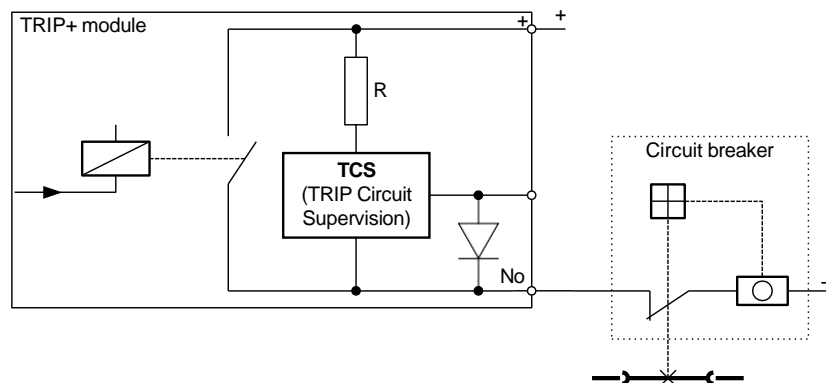 TRIP+ module
+ +
R
TCS
(TRIP Circuit
Supervision)
No
Circuit breaker
-